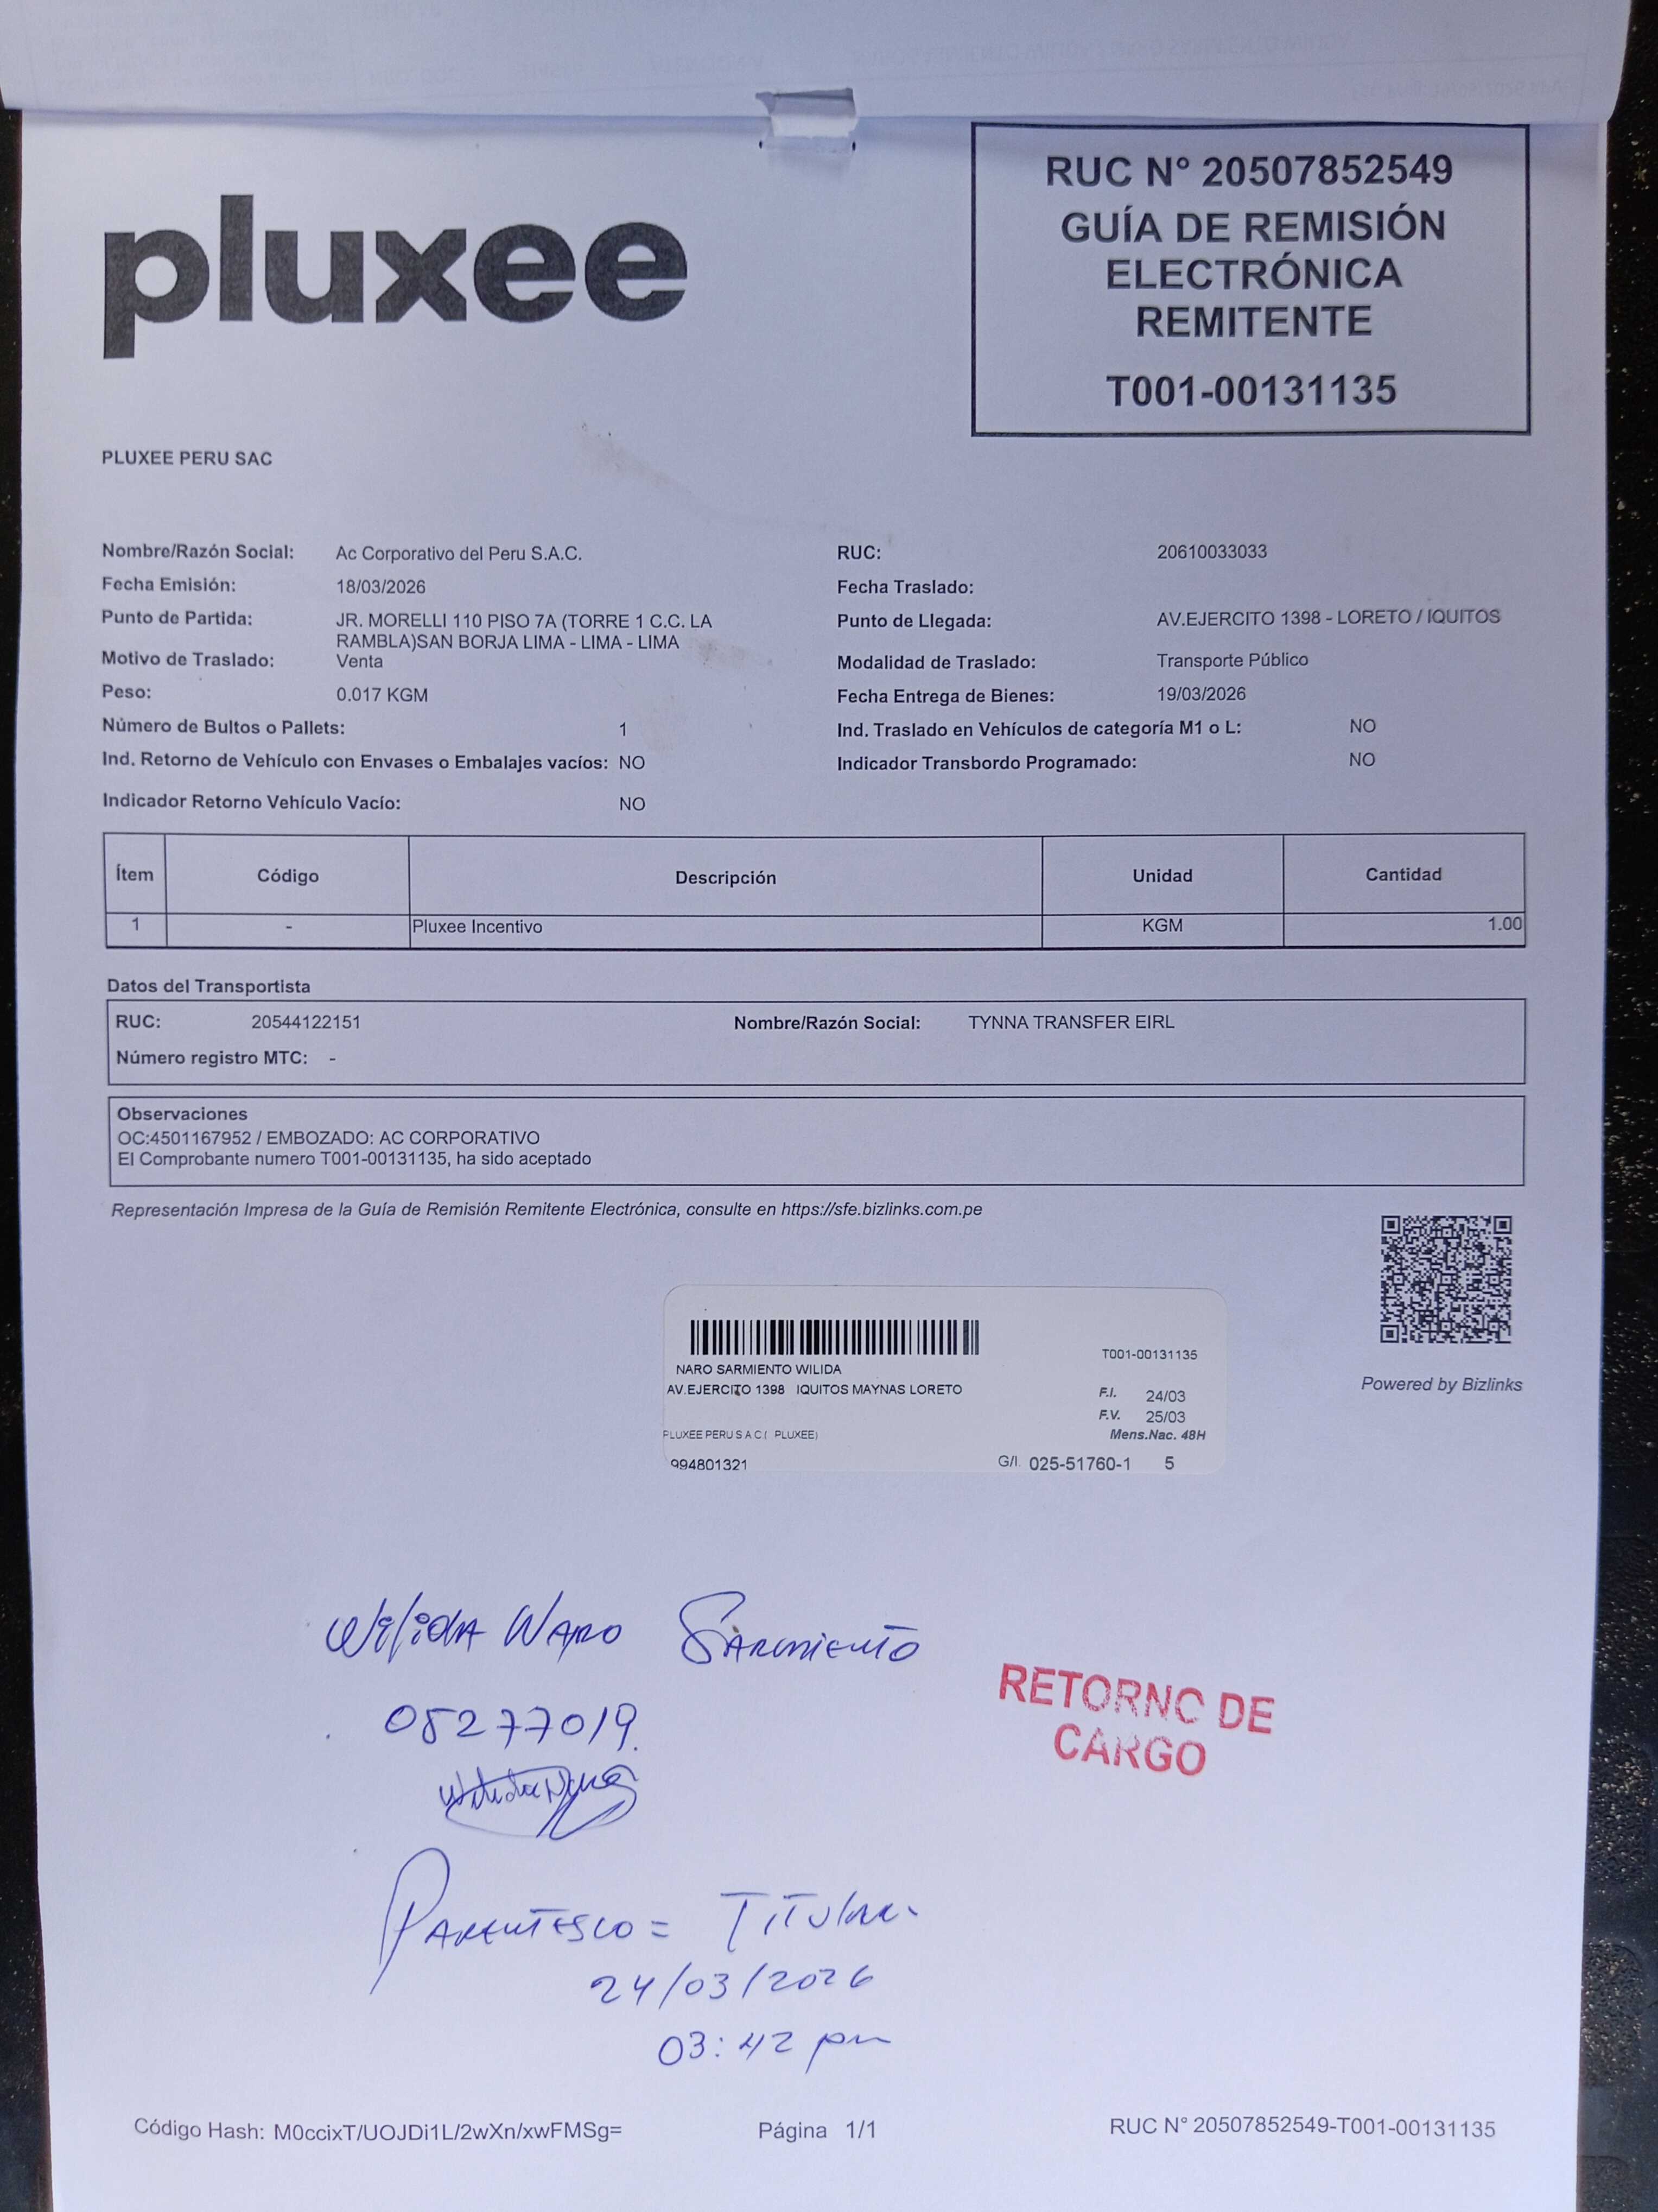 pluxee
RUC N° 20507852549
GUÍA DE REMISIÓN
ELECTRÓNICA
REMITENTE
T001-00131135
PLUXEE PERU SAC
Nombre/Razón Social: Ac Corporativo del Peru S.A.C. RUC: 20610033033
Fecha Emisión: 18/03/2026 Fecha Traslado:
Punto de Partida: JR. MORELLI 110 PISO 7A (TORRE 1 C.C. LA Punto de Llegada: AV.EJERCITO 1398 - LORETO / IQUITOS
RAMBLA)SAN BORJA LIMA - LIMA - LIMA
Motivo de Traslado: Venta Modalidad de Traslado: Transporte Público
Peso: 0.017 KGM Fecha Entrega de Bienes: 19/03/2026
Número de Bultos o Pallets: 1 Ind. Traslado en Vehículos de categoría M1 o L: NO
Ind. Retorno de Vehículo con Envases o Embalajes vacíos: NO Indicador Transbordo Programado: NO
Indicador Retorno Vehículo Vacío: NO
Ítem Código Descripción Unidad Cantidad
1 - Pluxee Incentivo KGM 1.00
Datos del Transportista
RUC: 20544122151 Nombre/Razón Social: TYNNA TRANSFER EIRL
Número registro MTC: -
Observaciones
OC:4501167952 / EMBOZADO: AC CORPORATIVO
El Comprobante numero T001-00131135, ha sido aceptado
Representación Impresa de la Guía de Remisión Remitente Electrónica, consulte en https://sfe.bizlinks.com.pe
Powered by Bizlinks
NARO SARMIENTO WILIDA T001-00131135
AV.EJERCITO 1398 IQUITOS MAYNAS LORETO F.I. 24/03
F.V. 25/03
PLUXEE PERU S A C ( PLUXEE) Mens.Nac. 48H
994801321 G/I. 025-51760-1 5
Wilida Naro Sarmiento
05277019.
RETORNO DE
CARGO
Parentesco = Titular.
24/03/2026
03:42 pm
Código Hash: M0ccixT/UOJDi1L/2wXn/xwFMSg= Página 1/1 RUC N° 20507852549-T001-00131135